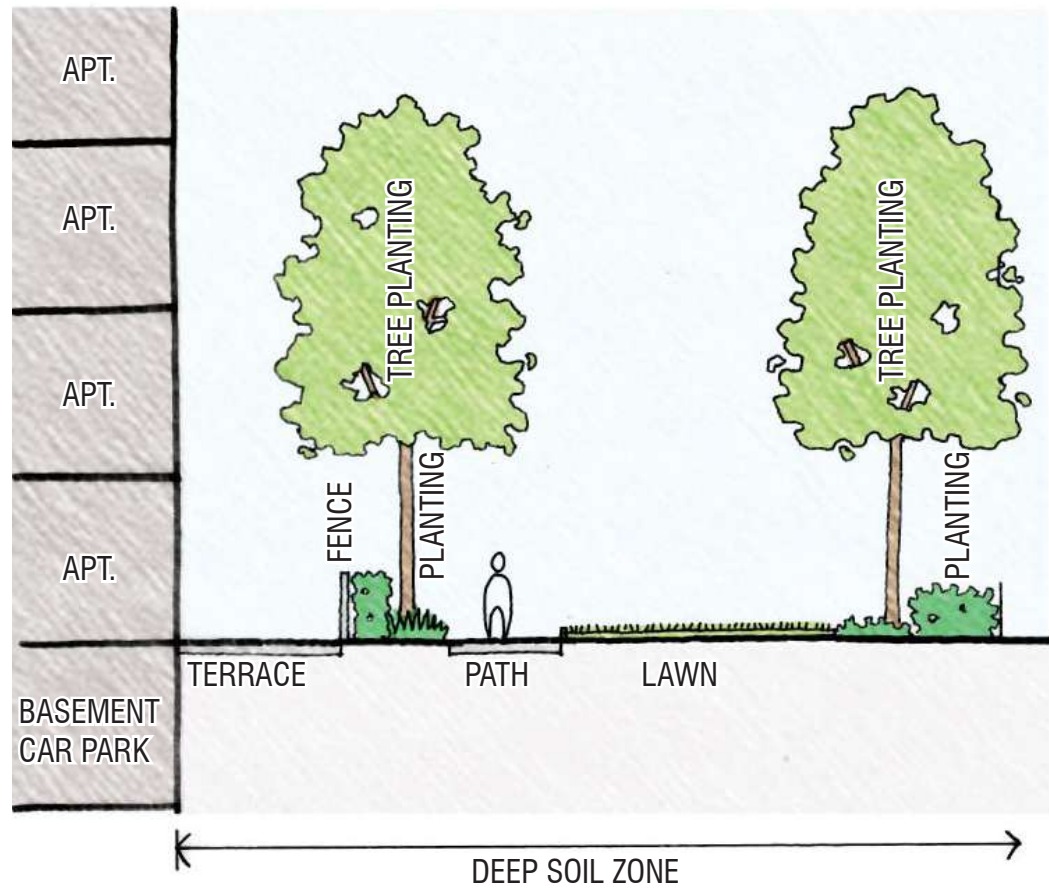 APT.
APT.
APT.
APT.
BASEMENT
CAR PARK
TREE PLANTING
TREE PLANTING
FENCE
PLANTING
PLANTING
TERRACE
PATH
LAWN
DEEP SOIL ZONE